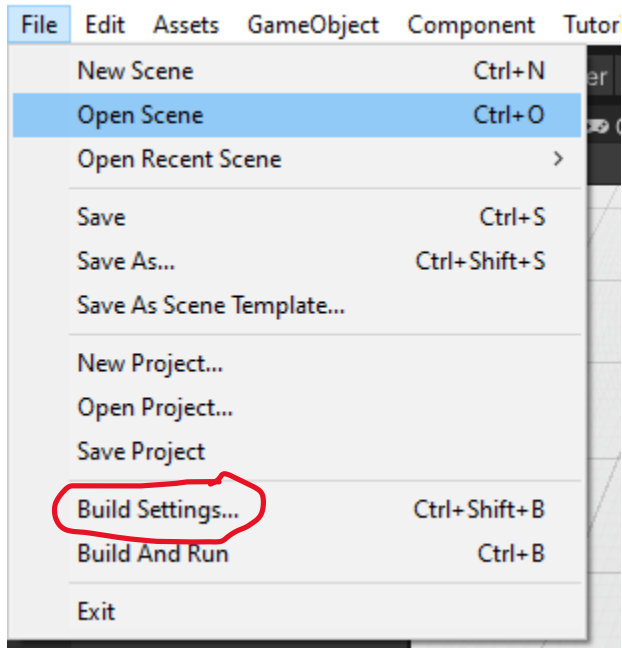 File Edit Assets GameObject Component Tutori
New Scene Ctrl+N
er
Open Scene Ctrl+O
Open Recent Scene >
Save Ctrl+S
Save As... Ctrl+Shift+S
Save As Scene Template...
New Project...
Open Project...
Save Project
Build Settings... Ctrl+Shift+B
Build And Run Ctrl+B
Exit